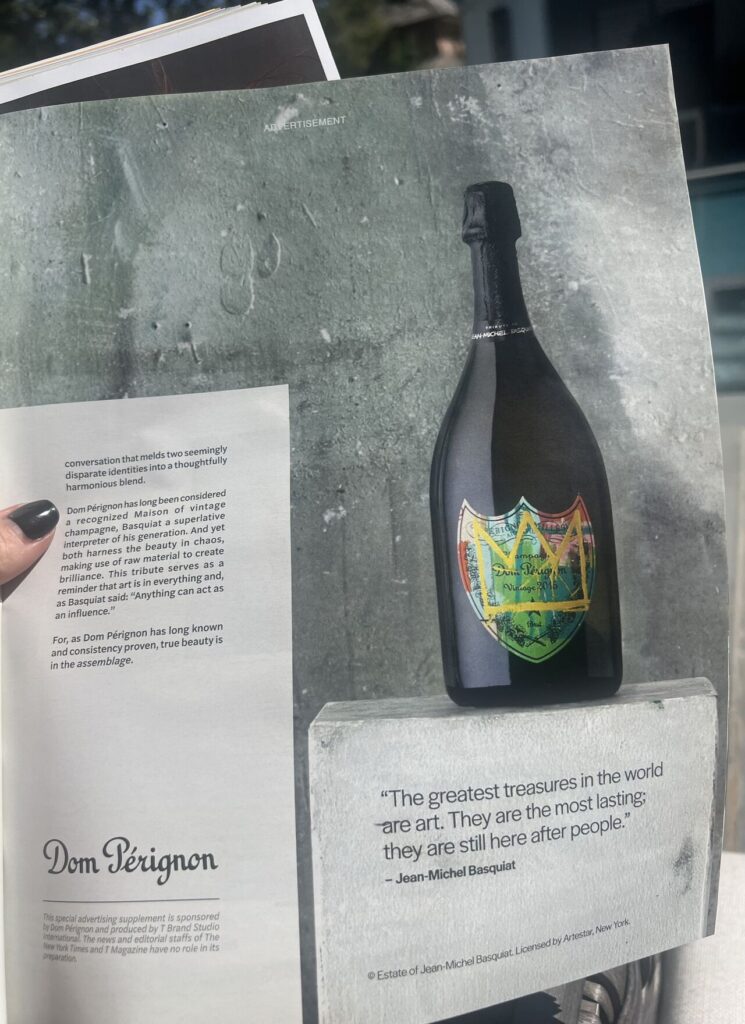 ADVERTISEMENT
conversation that melds two seemingly
disparate identities into a thoughtfully
harmonious blend.
Dom Pérignon has long been considered
a recognized Maison of vintage
champagne, Basquiat a superlative
interpreter of his generation. And yet
both harness the beauty in chaos,
making use of raw material to create
brilliance. This tribute serves as a
reminder that art is in everything and,
as Basquiat said: “Anything can act as
an influence.”
For, as Dom Pérignon has long known
and consistency proven, true beauty is
in the assemblage.
Dom Pérignon
This special advertising supplement is sponsored
by Dom Pérignon and produced by T Brand Studio
International. The news and editorial staffs of The
New York Times and T Magazine have no role in its
preparation.
TRIBUTE TO
JEAN-MICHEL BASQUIAT
Champagne
Dom Pérignon
Vintage 2015
Brut
“The greatest treasures in the world
are art. They are the most lasting;
they are still here after people.”
– Jean-Michel Basquiat
© Estate of Jean-Michel Basquiat. Licensed by Artestar, New York.